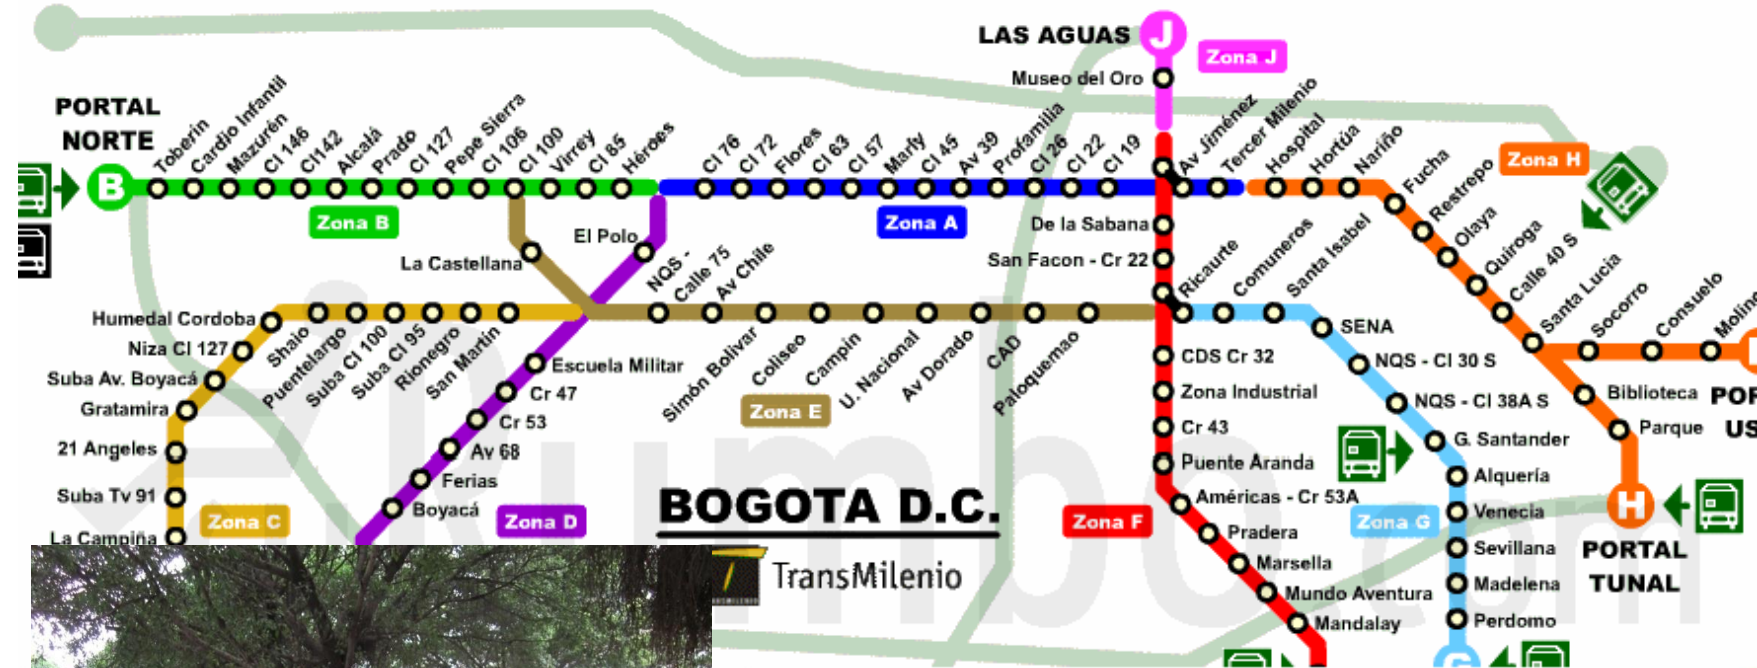 LAS AGUAS
J
Zona J
Museo del Oro
PORTAL
NORTE
B
Toberín
Cardio Infantil
Mazurén
Cl 146
Cl142
Alcalá
Prado
Cl 127
Pepe Sierra
Cl 106
Cl 100
Virrey
Cl 85
Héroes
Cl 76
Cl 72
Flores
Cl 63
Cl 57
Marly
Cl 45
Av 39
Profamilia
Cl 26
Cl 22
Cl 19
Av Jiménez
Tercer Milenio
Hospital
Hortúa
Nariño
Fucha
Restrepo
Olaya
Quiroga
Calle 40 S
Santa Lucia
Socorro
Consuelo
Zona H
Zona B
Zona A
De la Sabana
San Facon - Cr 22
Ricaurte
Comuneros
Santa Isabel
El Polo
La Castellana
NQS -
Calle 75
Av Chile
Humedal Cordoba
Niza Cl 127
Suba Av. Boyacá
Gratamira
21 Angeles
Suba Tv 91
La Campiña
Shaio
Puentelargo
Suba Cl 100
Suba Cl 95
Rionegro
San Martín
Escuela Militar
Cr 47
Cr 53
Av 68
Ferias
Boyacá
Simón Bolívar
Coliseo
Campín
U. Nacional
Av Dorado
CAD
Paloquemao
Zona E
SENA
NQS - Cl 30 S
NQS - Cl 38A S
G. Santander
Alquería
Venecia
Sevillana
Madelena
Perdomo
CDS Cr 32
Zona Industrial
Cr 43
Puente Aranda
Américas - Cr 53A
Pradera
Marsella
Mundo Aventura
Mandalay
Biblioteca
Parque
H
PORTAL
TUNAL
Zona C
Zona D
Zona F
Zona G
BOGOTA D.C.
TransMilenio